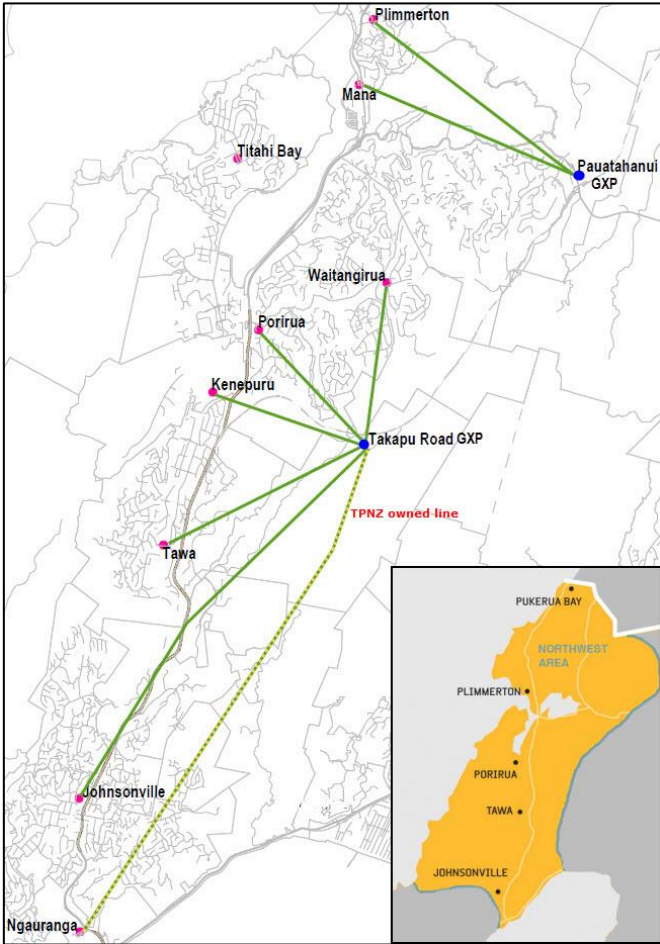 Plimmerton
Mana
Titahi Bay
Pauatahanui
GXP
Waitangirua
Porirua
Kenepuru
Takapu Road GXP
TPNZ owned line
Tawa
Johnsonville
Ngauranga
PUKERUA BAY
NORTHWEST
AREA
PLIMMERTON
PORIRUA
TAWA
JOHNSONVILLE